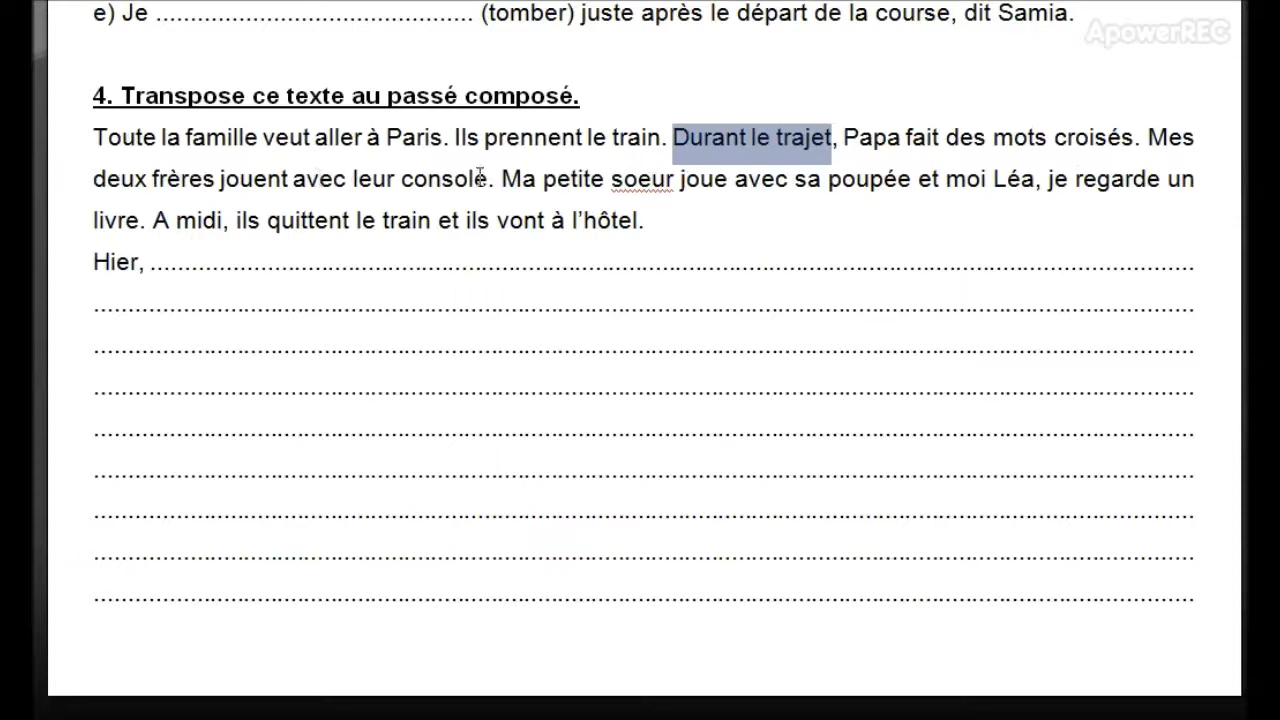 e) Je .............................................. (tomber) juste après le départ de la course, dit Samia.
ApowerREC
4. Transpose ce texte au passé composé.
Toute la famille veut aller à Paris. Ils prennent le train. Durant le trajet, Papa fait des mots croisés. Mes
deux frères jouent avec leur console. Ma petite soeur joue avec sa poupée et moi Léa, je regarde un
livre. A midi, ils quittent le train et ils vont à l’hôtel.
Hier, ................................................................................................................................................
........................................................................................................................................................
........................................................................................................................................................
........................................................................................................................................................
........................................................................................................................................................
........................................................................................................................................................
........................................................................................................................................................
........................................................................................................................................................
........................................................................................................................................................